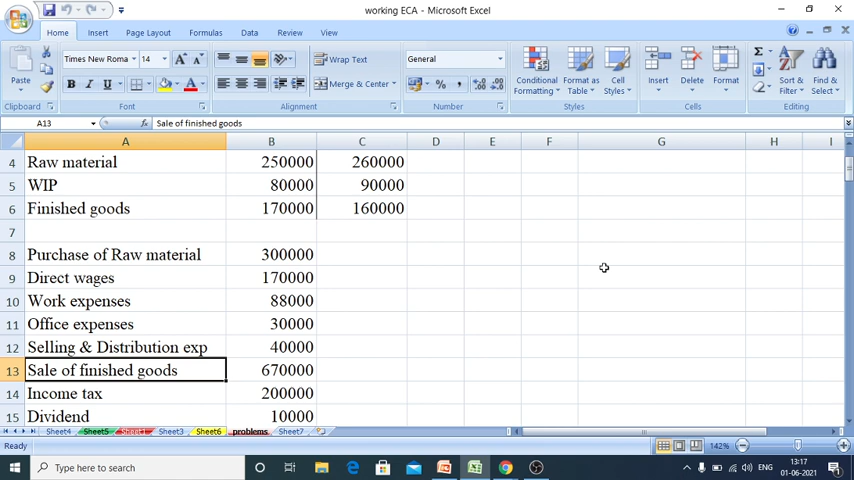 working ECA - Microsoft Excel
Home Insert Page Layout Formulas Data Review View
Paste
Clipboard
Times New Roma 14 A A
B I U
Font
Wrap Text
Merge & Center
Alignment
General
% ,
Number
Conditional Formatting Format as Table Cell Styles
Styles
Insert Delete Format
Cells
Sort & Filter Find & Select
Editing
A13 fx Sale of finished goods
A B C D E F G H I
4 Raw material 250000 260000
5 WIP 80000 90000
6 Finished goods 170000 160000
7
8 Purchase of Raw material 300000
9 Direct wages 170000
10 Work expenses 88000
11 Office expenses 30000
12 Selling & Distribution exp 40000
13 Sale of finished goods 670000
14 Income tax 200000
15 Dividend 10000
Sheet4 Sheet5 Sheet1 Sheet3 Sheet6 problems Sheet7
Ready 142%
Type here to search ENG 13:17
01-06-2021